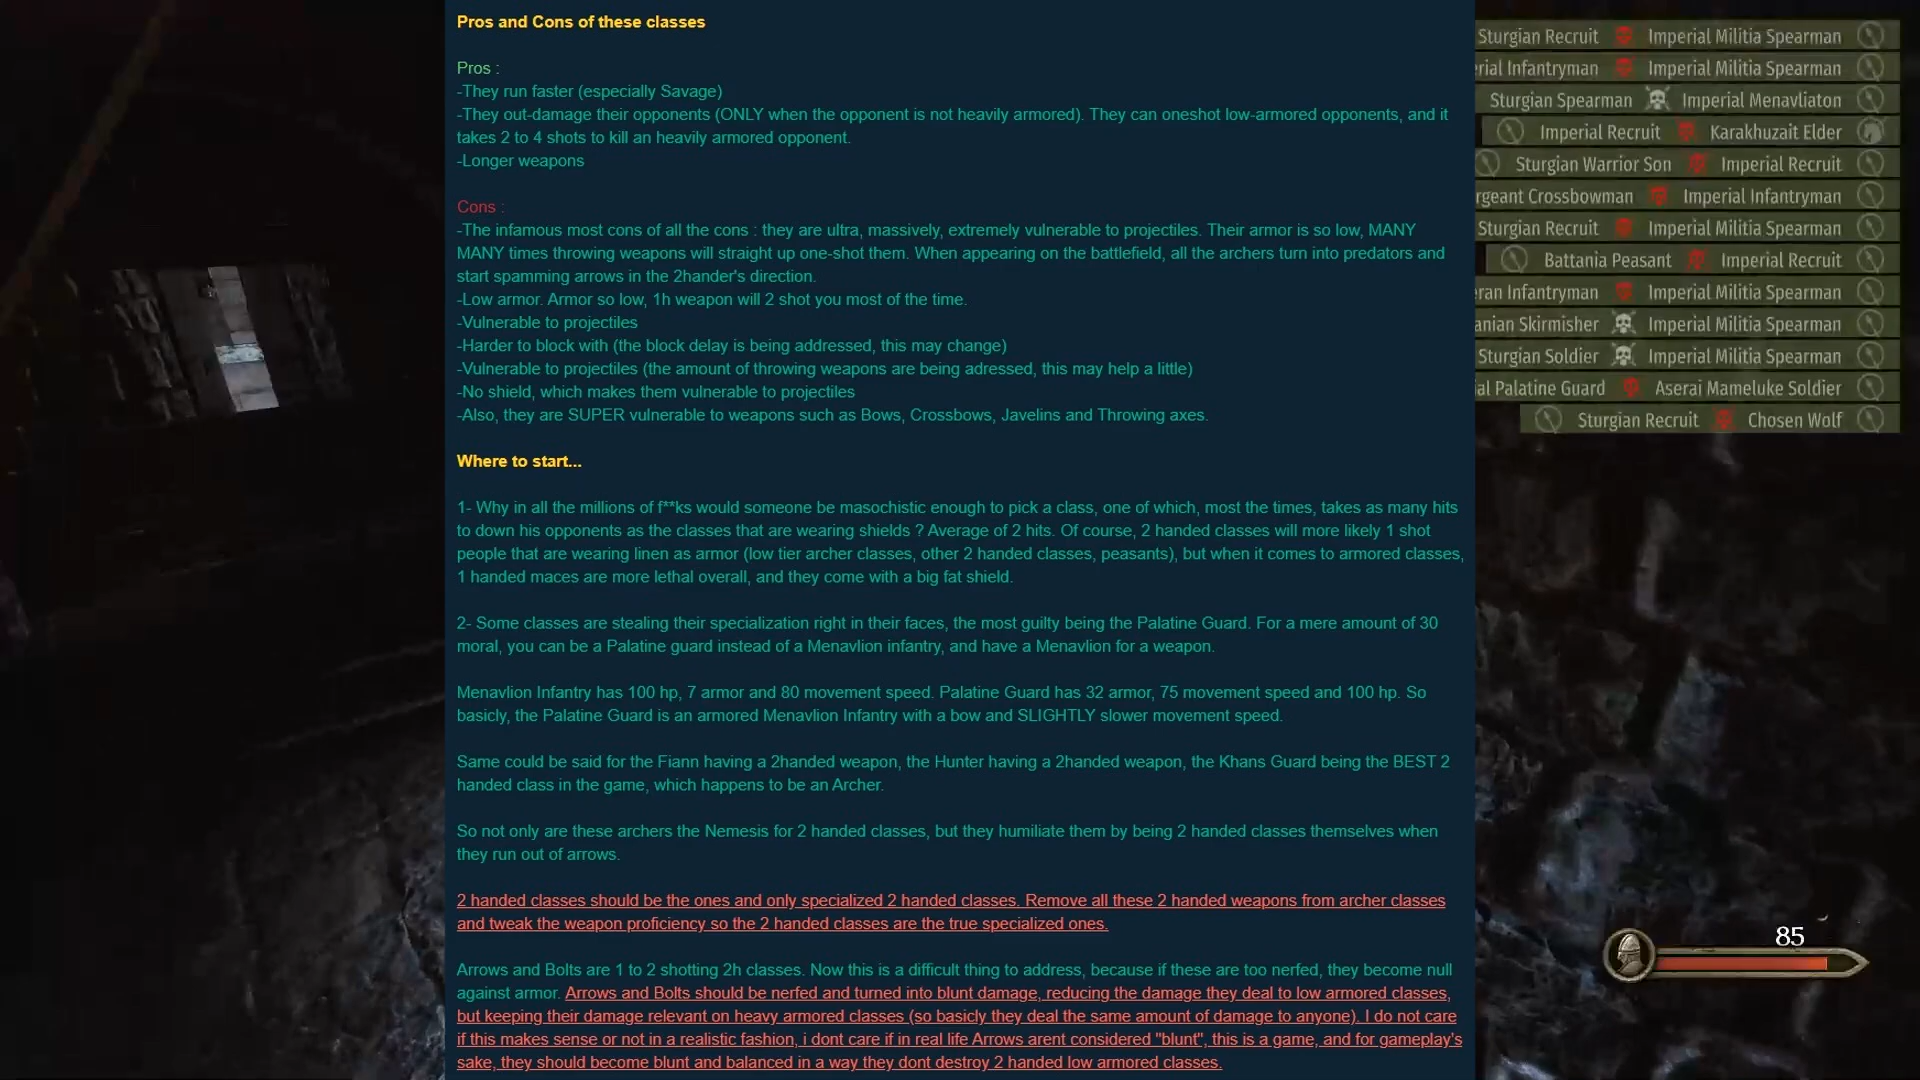 Pros and Cons of these classes
Pros :
-They run faster (especially Savage)
-They out-damage their opponents (ONLY when the opponent is not heavily armored). They can oneshot low-armored opponents, and it
takes 2 to 4 shots to kill an heavily armored opponent.
-Longer weapons
Cons :
-The infamous most cons of all the cons : they are ultra, massively, extremely vulnerable to projectiles. Their armor is so low, MANY
MANY times throwing weapons will straight up one-shot them. When appearing on the battlefield, all the archers turn into predators and
start spamming arrows in the 2hander's direction.
-Low armor. Armor so low, 1h weapon will 2 shot you most of the time.
-Vulnerable to projectiles
-Harder to block with (the block delay is being addressed, this may change)
-Vulnerable to projectiles (the amount of throwing weapons are being adressed, this may help a little)
-No shield, which makes them vulnerable to projectiles
-Also, they are SUPER vulnerable to weapons such as Bows, Crossbows, Javelins and Throwing axes.
Where to start...
1- Why in all the millions of f**ks would someone be masochistic enough to pick a class, one of which, most the times, takes as many hits
to down his opponents as the classes that are wearing shields ? Average of 2 hits. Of course, 2 handed classes will more likely 1 shot
people that are wearing linen as armor (low tier archer classes, other 2 handed classes, peasants), but when it comes to armored classes,
1 handed maces are more lethal overall, and they come with a big fat shield.
2- Some classes are stealing their specialization right in their faces, the most guilty being the Palatine Guard. For a mere amount of 30
moral, you can be a Palatine guard instead of a Menavlion infantry, and have a Menavlion for a weapon.
Menavlion Infantry has 100 hp, 7 armor and 80 movement speed. Palatine Guard has 32 armor, 75 movement speed and 100 hp. So
basicly, the Palatine Guard is an armored Menavlion Infantry with a bow and SLIGHTLY slower movement speed.
Same could be said for the Fiann having a 2handed weapon, the Hunter having a 2handed weapon, the Khans Guard being the BEST 2
handed class in the game, which happens to be an Archer.
So not only are these archers the Nemesis for 2 handed classes, but they humiliate them by being 2 handed classes themselves when
they run out of arrows.
2 handed classes should be the ones and only specialized 2 handed classes. Remove all these 2 handed weapons from archer classes
and tweak the weapon proficiency so the 2 handed classes are the true specialized ones.
Arrows and Bolts are 1 to 2 shotting 2h classes. Now this is a difficult thing to address, because if these are too nerfed, they become null
against armor. Arrows and Bolts should be nerfed and turned into blunt damage, reducing the damage they deal to low armored classes,
but keeping their damage relevant on heavy armored classes (so basicly they deal the same amount of damage to anyone). I do not care
if this makes sense or not in a realistic fashion, i dont care if in real life Arrows arent considered "blunt", this is a game, and for gameplay's
sake, they should become blunt and balanced in a way they dont destroy 2 handed low armored classes.
Sturgian Recruit Imperial Militia Spearman
rial Infantryman Imperial Militia Spearman
Sturgian Spearman Imperial Menavliaton
Imperial Recruit Karakhuzait Elder
Sturgian Warrior Son Imperial Recruit
rgeant Crossbowman Imperial Infantryman
Sturgian Recruit Imperial Militia Spearman
Battania Peasant Imperial Recruit
ran Infantryman Imperial Militia Spearman
anian Skirmisher Imperial Militia Spearman
Sturgian Soldier Imperial Militia Spearman
al Palatine Guard Aserai Mameluke Soldier
Sturgian Recruit Chosen Wolf
85